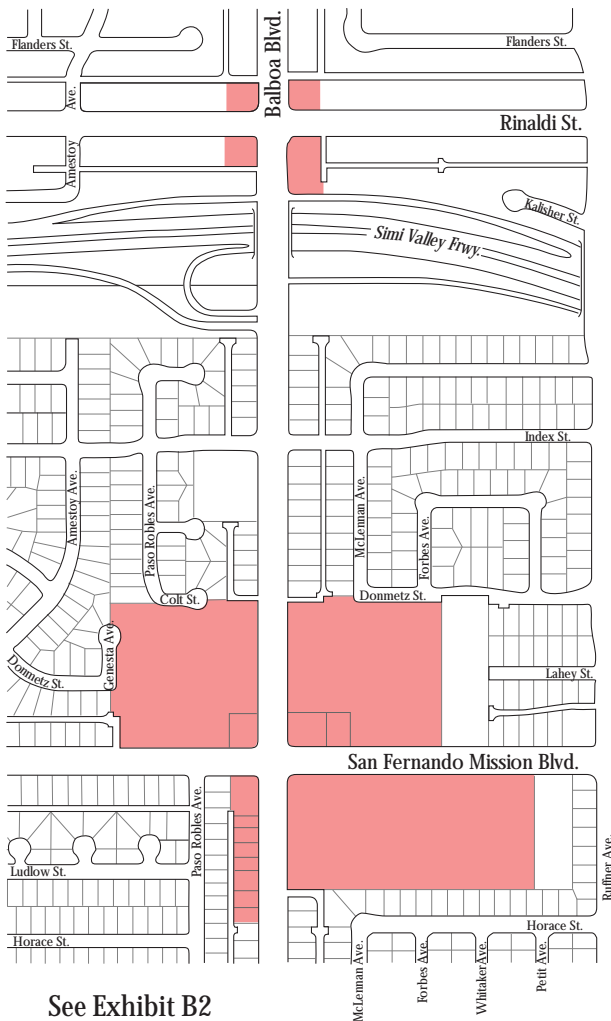 Flanders St.
Balboa Blvd.
Flanders St.
Amestoy Ave.
Rinaldi St.
Kalisher St.
Simi Valley Frwy.
Index St.
Amestoy Ave.
Paso Robles Ave.
McLennan Ave.
Forbes Ave.
Colt St.
Donmetz St.
Genesta Ave.
Donmetz St.
Lahey St.
San Fernando Mission Blvd.
Paso Robles Ave.
Ruffner Ave.
Ludlow St.
Horace St.
Horace St.
McLennan Ave.
Forbes Ave.
Whitaker Ave.
Petit Ave.
See Exhibit B2